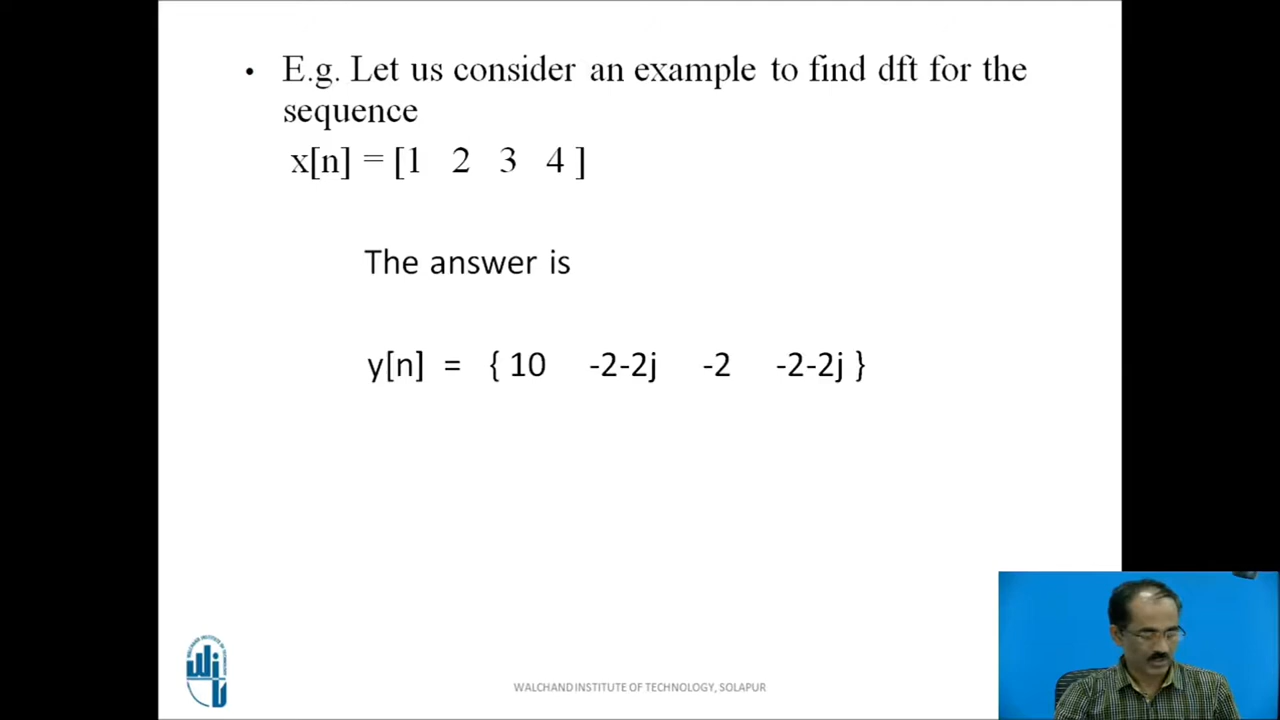 • E.g. Let us consider an example to find dft for the
sequence
x[n] = [1 2 3 4 ]
The answer is
y[n] = { 10 -2-2j -2 -2-2j }
WALCHAND INSTITUTE OF TECHNOLOGY, SOLAPUR